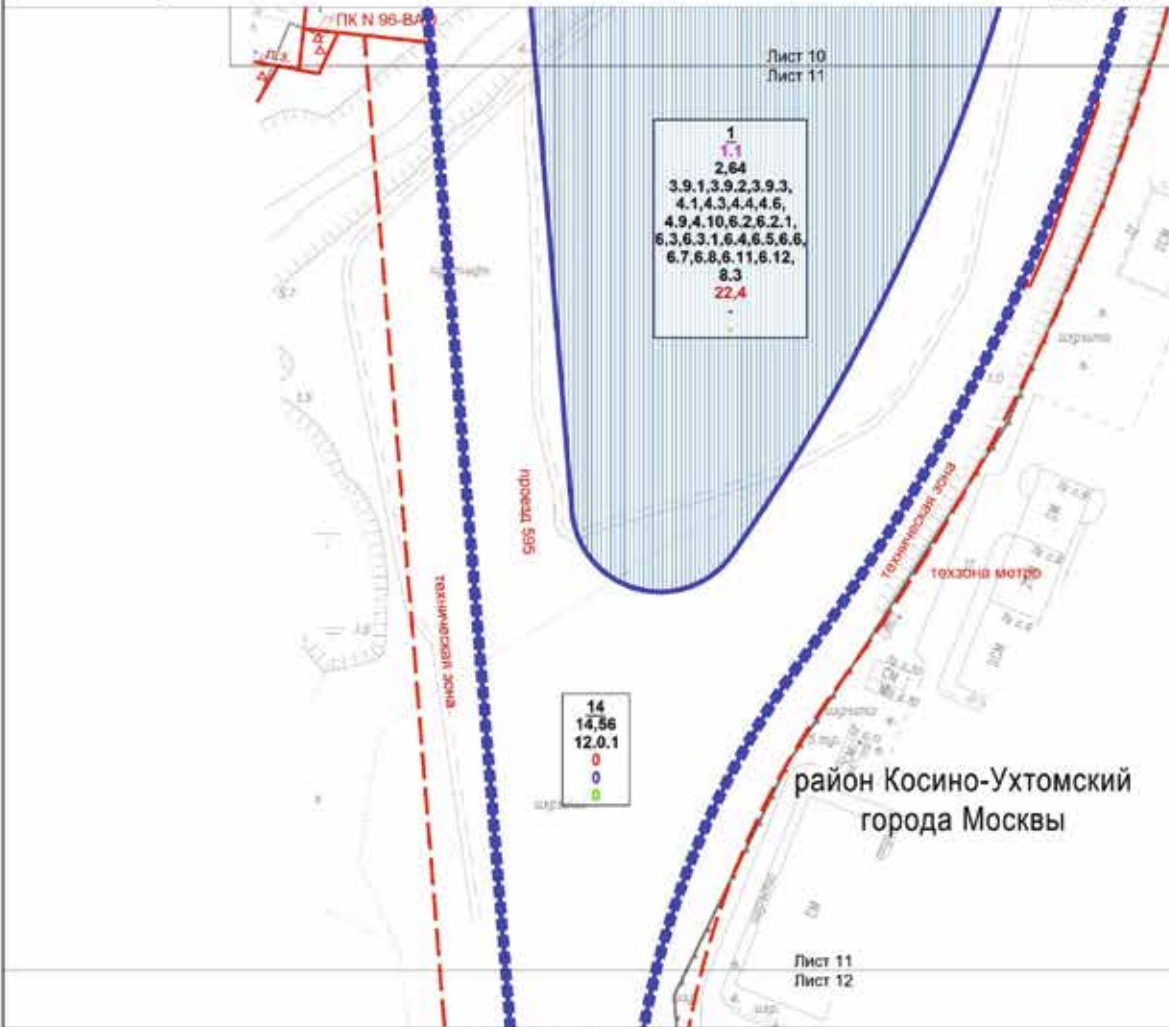 ПК N 96-ВАО
п.з.
Лист 10
Лист 11
1
1.1
2,64
3.9.1,3.9.2,3.9.3,
4.1,4.3,4.4,4.6,
4.9,4.10,6.2,6.2.1,
6.3,6.3.1,6.4,6.5,6.6,
6.7,6.8,6.11,6.12,
8.3
22,4
-
-
проезд 595
техническая зона
техническая зона
техзона метро
14
14,56
12.0.1
0
0
0
район Косино-Ухтомский
города Москвы
Лист 11
Лист 12